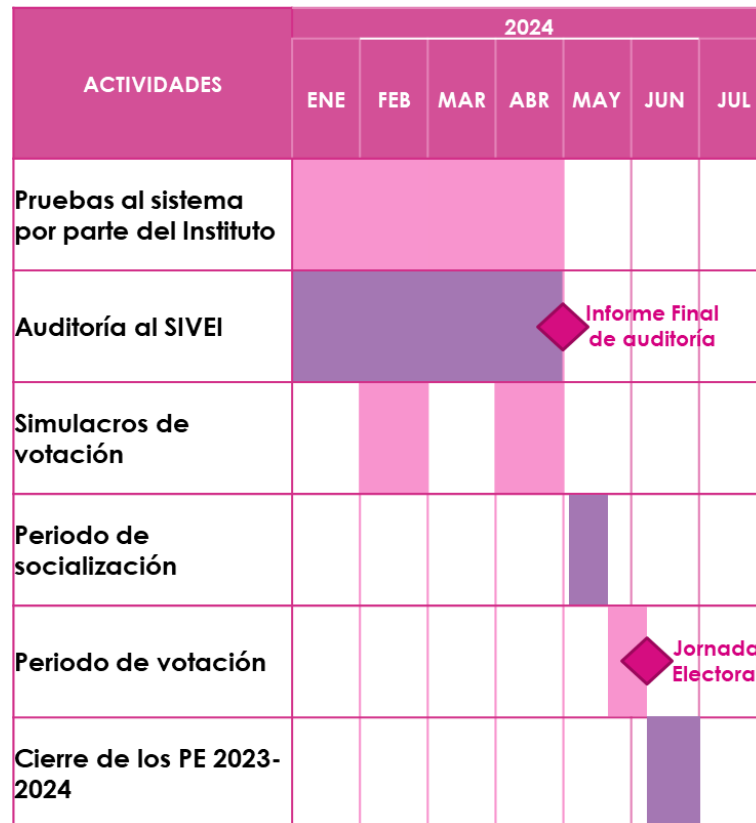 2024
ACTIVIDADES
ENE FEB MAR ABR MAY JUN JUL
Pruebas al sistema
por parte del Instituto
Auditoría al SIVEI
Informe Final
de auditoría
Simulacros de
votación
Periodo de
socialización
Periodo de votación
Jornada
Electora
Cierre de los PE 2023-
2024